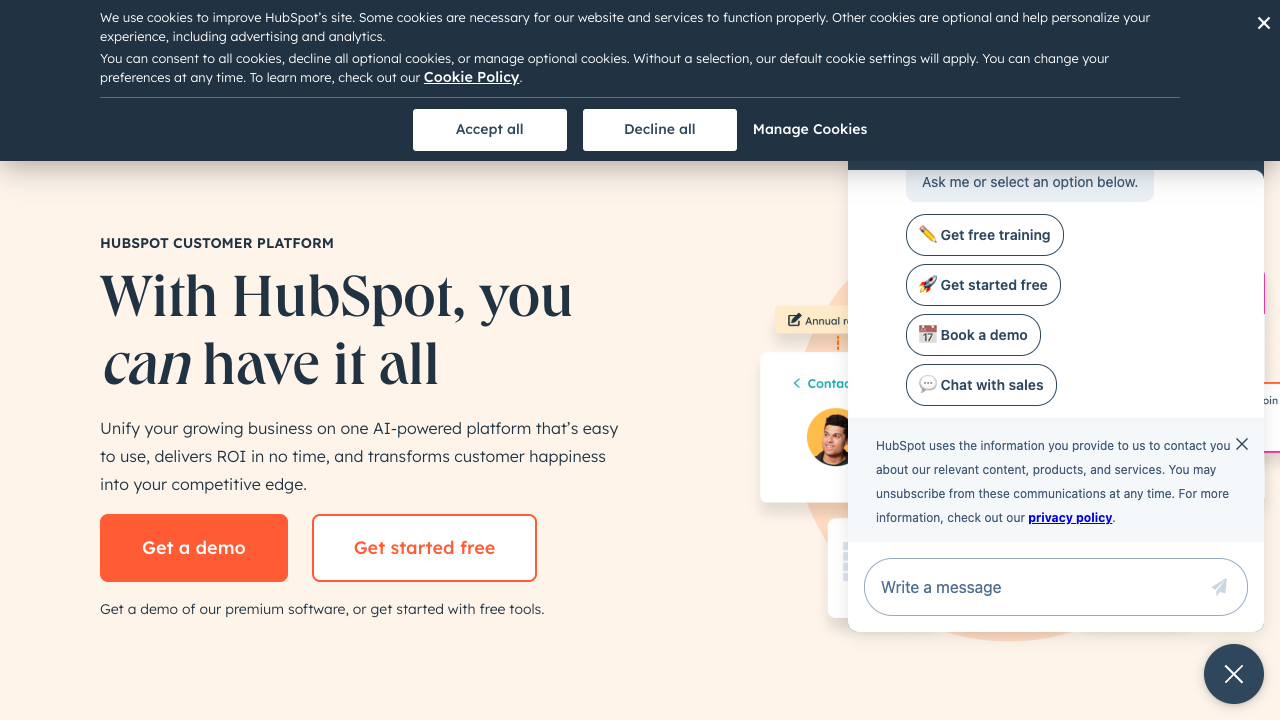 We use cookies to improve HubSpot's site. Some cookies are necessary for our website and services to function properly. Other cookies are optional and help personalize your
experience, including advertising and analytics.
You can consent to all cookies, decline all optional cookies, or manage optional cookies. Without a selection, our default cookie settings will apply. You can change your
preferences at any time. To learn more, check out our Cookie Policy.
Accept all
Decline all
Manage Cookies
HUBSPOT CUSTOMER PLATFORM
With HubSpot, you
can have it all
Unify your growing business on one AI-powered platform that's easy
to use, delivers ROI in no time, and transforms customer happiness
into your competitive edge.
Get a demo
Get started free
Get a demo of our premium software, or get started with free tools.
Annual
Ask me or select an option below.
Get free training
Get started free
Book a demo
Chat with sales
HubSpot uses the information you provide to us to contact you
about our relevant content, products, and services. You may
unsubscribe from these communications at any time. For more
information, check out our privacy policy.
Write a message